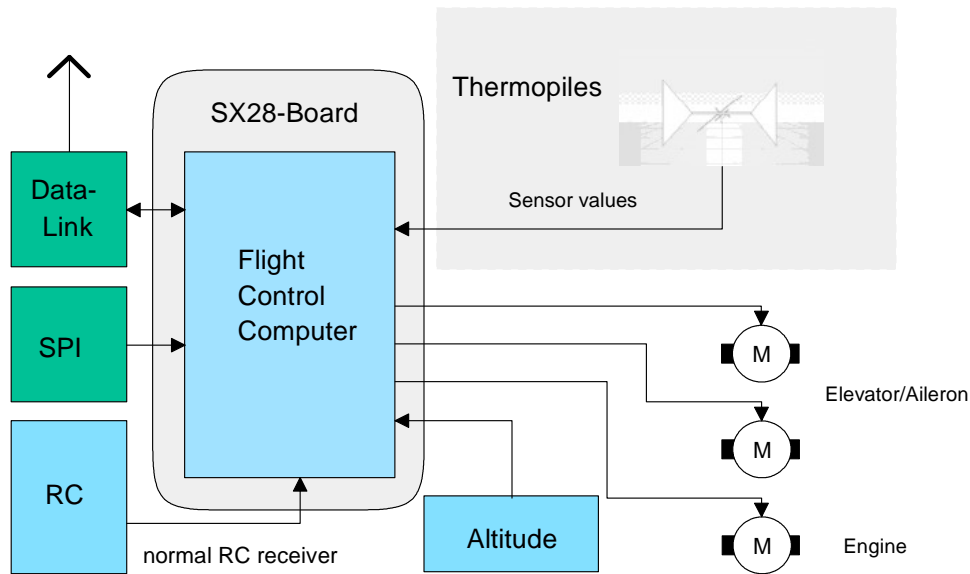 Thermopiles
SX28-Board
Data-
Link
Sensor values
Flight
Control
Computer
SPI
M
Elevator/Aileron
M
RC
Altitude
M
Engine
normal RC receiver